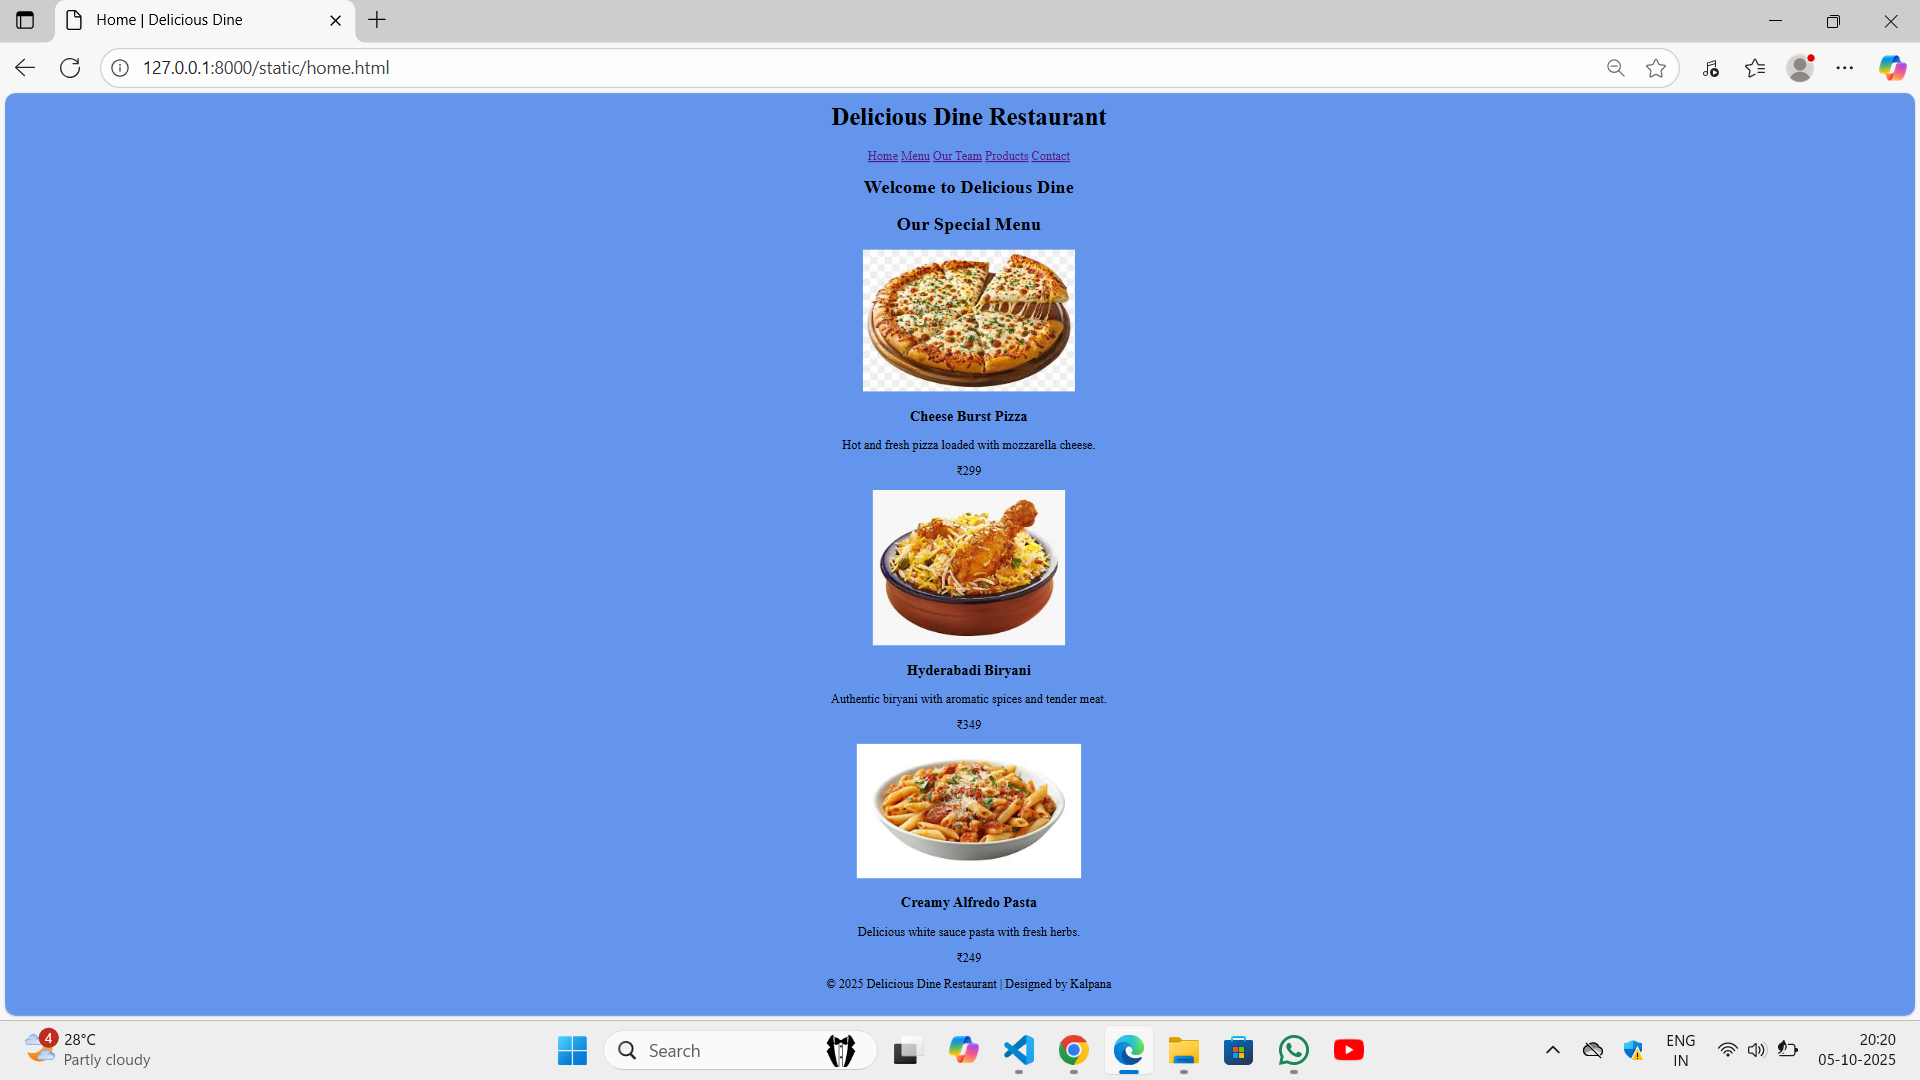 Home | Delicious Dine
127.0.0.1:8000/static/home.html
Delicious Dine Restaurant
Home Menu Our Team Products Contact
Welcome to Delicious Dine
Our Special Menu
Cheese Burst Pizza
Hot and fresh pizza loaded with mozzarella cheese.
₹299
Hyderabadi Biryani
Authentic biryani with aromatic spices and tender meat.
₹349
Creamy Alfredo Pasta
Delicious white sauce pasta with fresh herbs.
₹249
© 2025 Delicious Dine Restaurant | Designed by Kalpana
4
28°C
Partly cloudy
Search
ENG
IN
20:20
05-10-2025